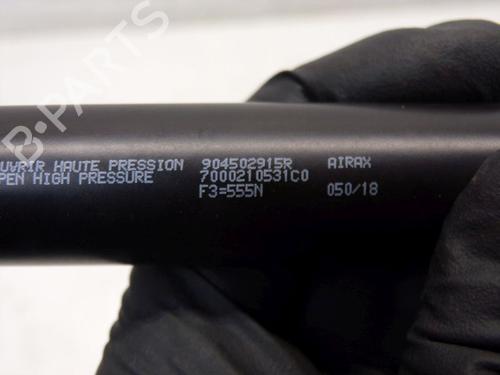 UVRIR HAUTE PRESSION 904502915R AIRAX
PEN HIGH PRESSURE 7000210531C0
F3=555N 050/18
B-PARTS